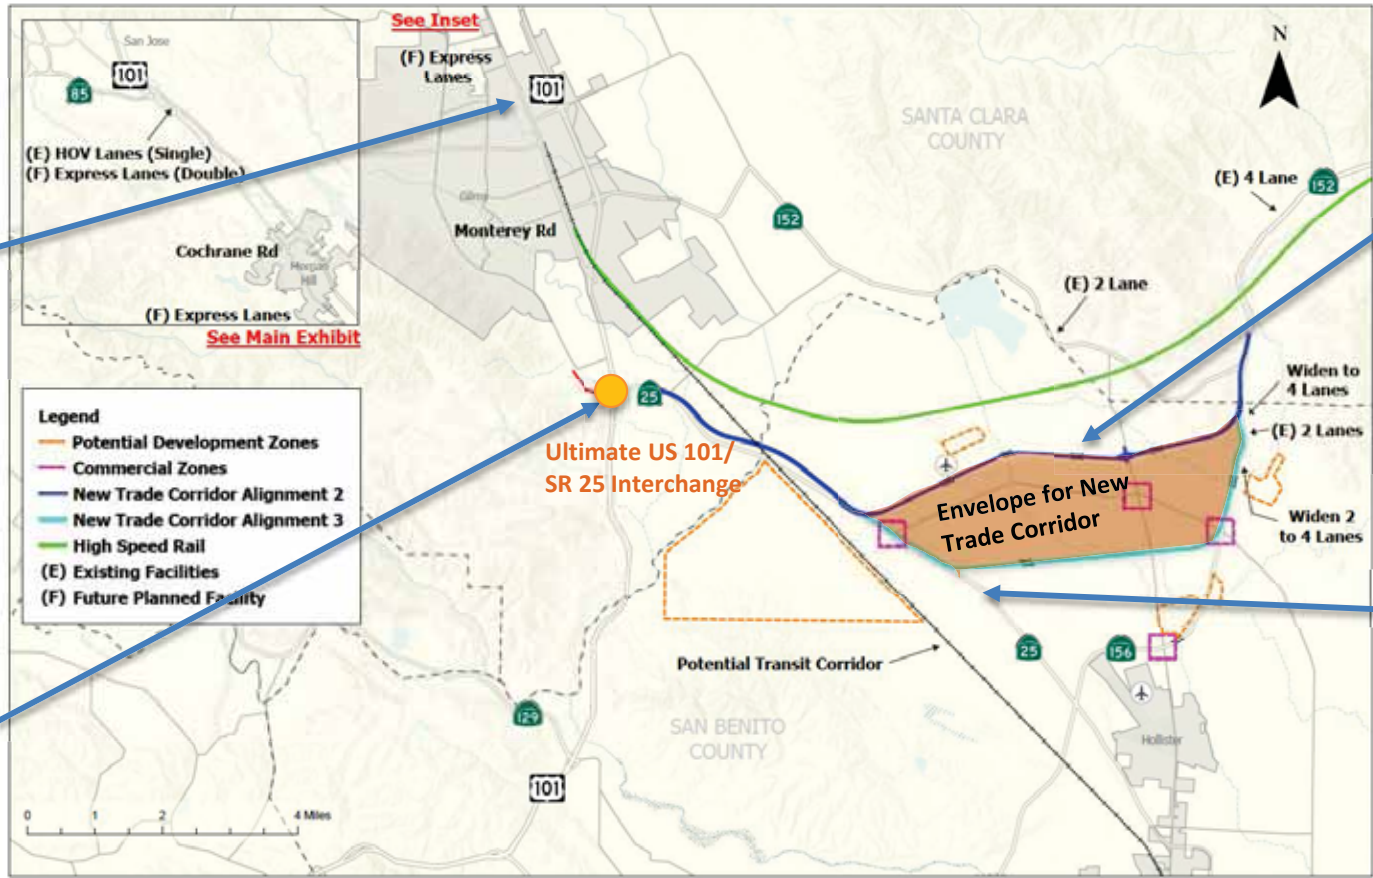 See Inset
(F) Express
Lanes
101
San Jose
101
85
(E) HOV Lanes (Single)
(F) Express Lanes (Double)
Cochrane Rd
Morgan
Hill
(F) Express Lanes
See Main Exhibit
N
SANTA CLARA
COUNTY
(E) 4 Lane
152
152
Gilroy
Monterey Rd
(E) 2 Lane
Widen to
4 Lanes
(E) 2 Lanes
Widen 2
to 4 Lanes
25
Ultimate US 101/
SR 25 Interchange
Envelope for New
Trade Corridor
Legend
Potential Development Zones
Commercial Zones
New Trade Corridor Alignment 2
New Trade Corridor Alignment 3
High Speed Rail
(E) Existing Facilities
(F) Future Planned Facility
Potential Transit Corridor
25
156
129
SAN BENITO
COUNTY
Hollister
101
0 1 2 4 Miles